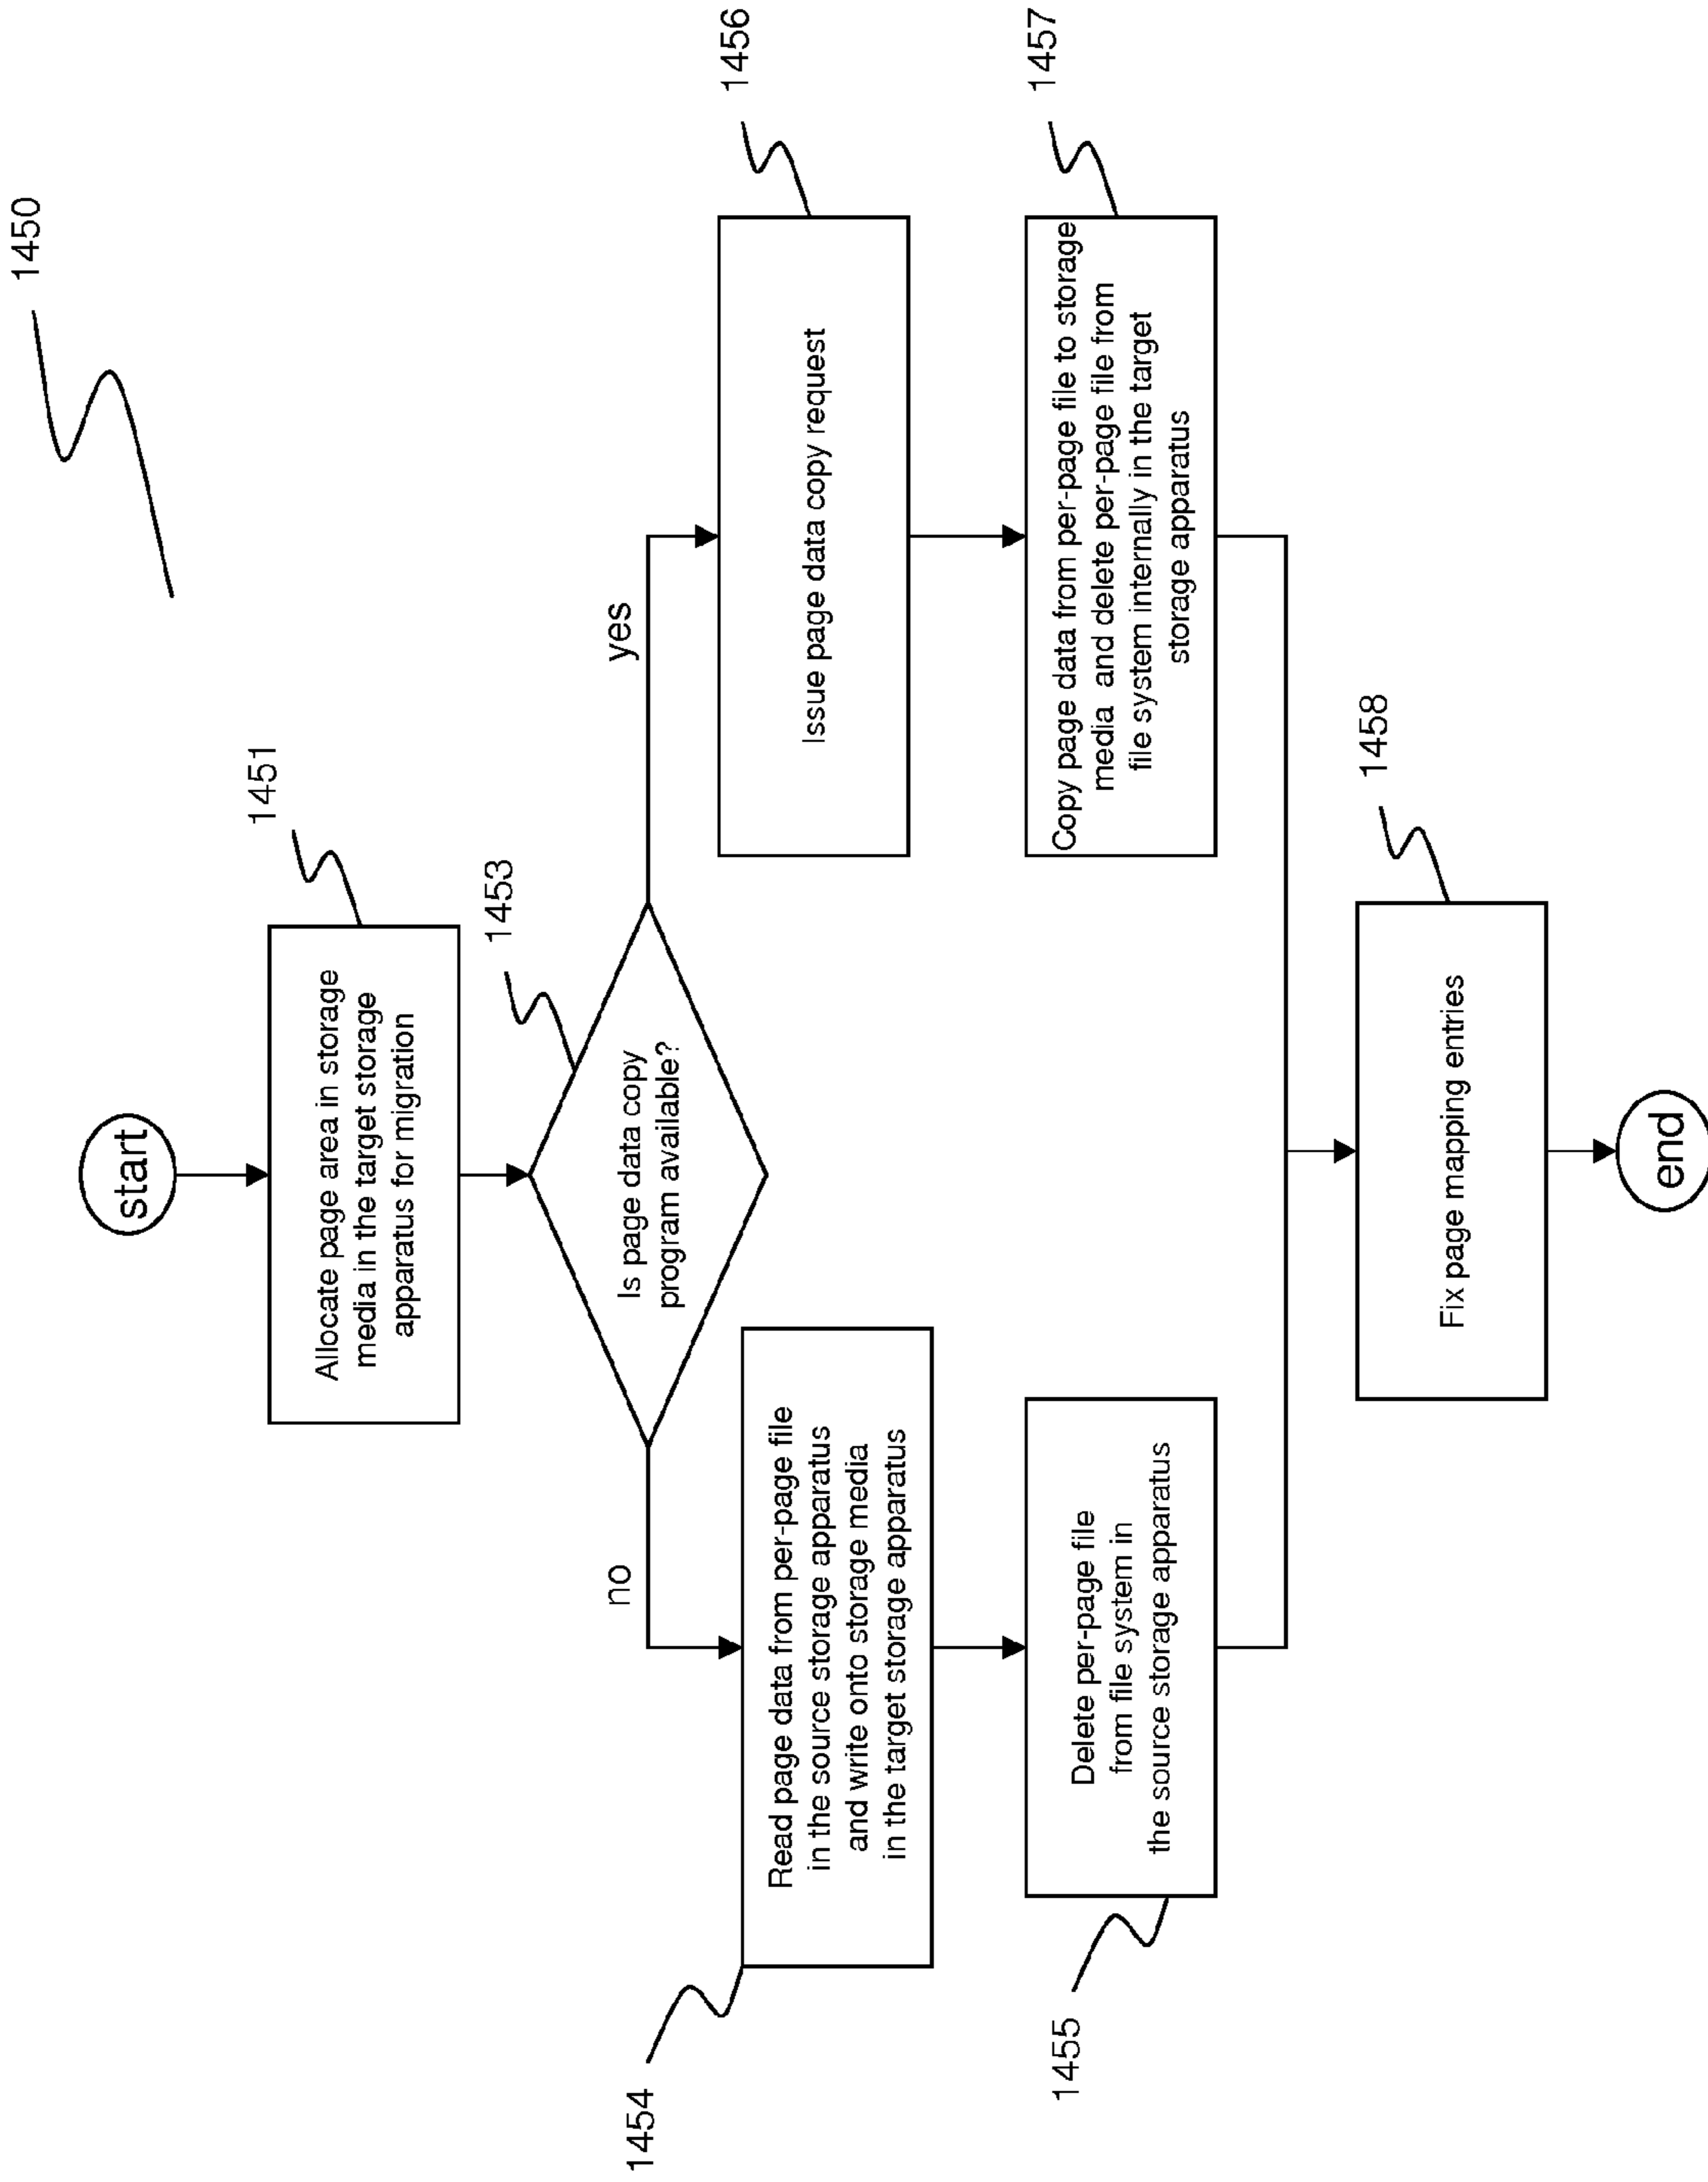 1450
start
1451
Allocate page area in storage
media in the target storage
apparatus for migration
1453
Is page data copy
program available?
no
yes
1454
Read page data from per-page file
in the source storage apparatus
and write onto storage media
in the target storage apparatus
1456
Issue page data copy request
1455
Delete per-page file
from file system in
the source storage apparatus
1457
Copy page data from per-page file to storage
media and delete per-page file from
file system internally in the target
storage apparatus
1458
Fix page mapping entries
end